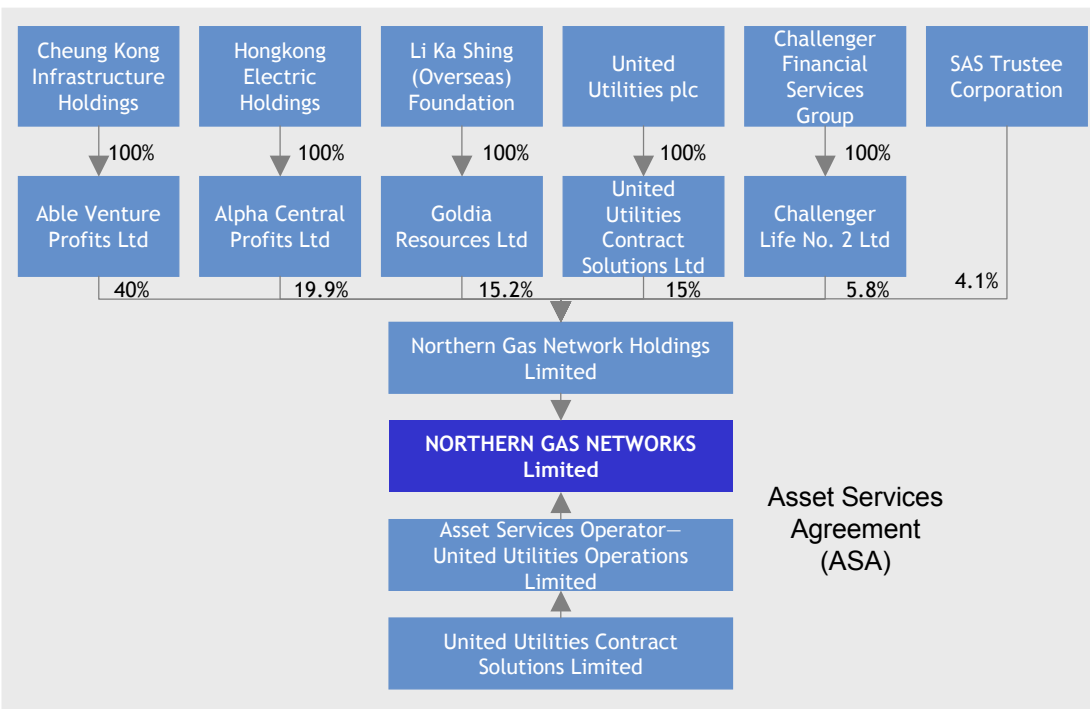 Cheung Kong
Infrastructure
Holdings
Hongkong
Electric
Holdings
Li Ka Shing
(Overseas)
Foundation
United
Utilities plc
Challenger
Financial
Services
Group
SAS Trustee
Corporation
100%
100%
100%
100%
100%
Able Venture
Profits Ltd
Alpha Central
Profits Ltd
Goldia
Resources Ltd
United
Utilities
Contract
Solutions Ltd
Challenger
Life No. 2 Ltd
40%
19.9%
15.2%
15%
5.8%
4.1%
Northern Gas Network Holdings
Limited
NORTHERN GAS NETWORKS
Limited
Asset Services
Agreement
(ASA)
Asset Services Operator—
United Utilities Operations
Limited
United Utilities Contract
Solutions Limited